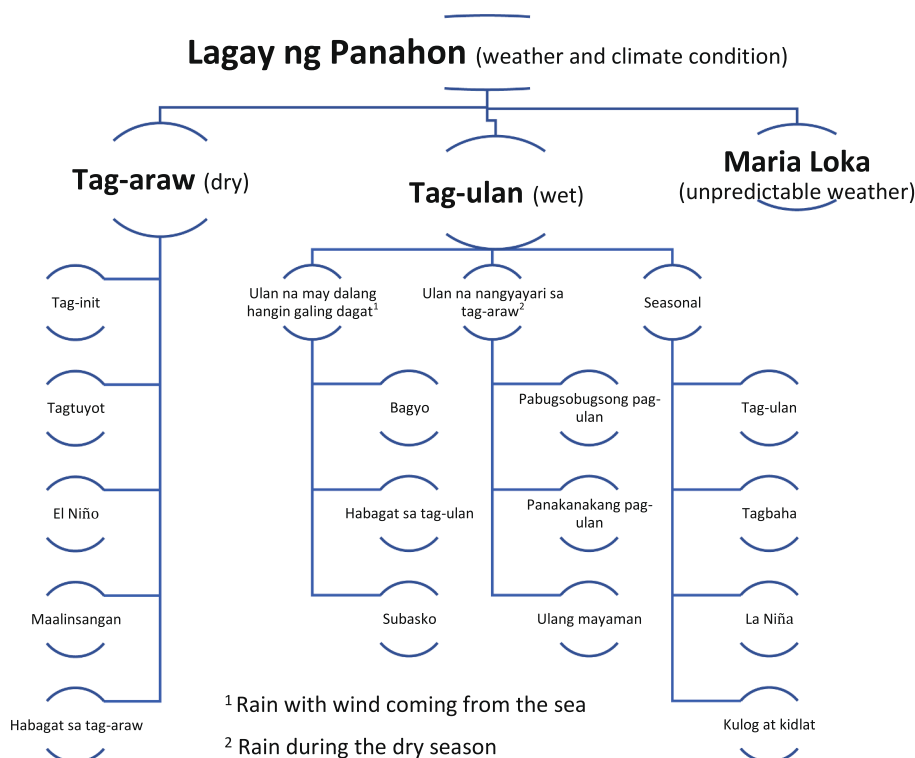 Lagay ng Panahon (weather and climate condition)
Tag-araw (dry)
Tag-init
Tagtuyot
El Niño
Maalinsangan
Habagat sa tag-araw
Tag-ulan (wet)
Ulan na may dalang
hangin galing dagat¹
Bagyo
Habagat sa tag-ulan
Subasko
Ulan na nangyayari sa
tag-araw²
Pabugsobugsong pag-
ulan
Panakanakang pag-
ulan
Ulang mayaman
Seasonal
Tag-ulan
Tagbaha
La Niña
Kulog at kidlat
Maria Loka
(unpredictable weather)
¹ Rain with wind coming from the sea
² Rain during the dry season